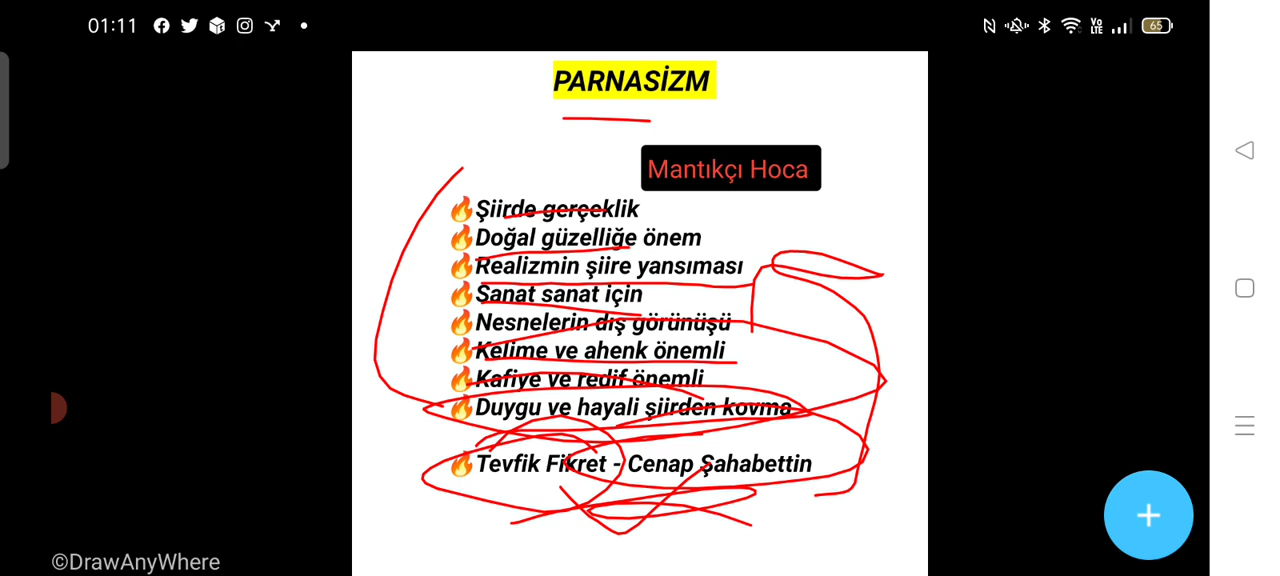 01:11
VO
LTE
65
PARNASİZM
Mantıkçı Hoca
🔥Şiirde gerçeklik
🔥Doğal güzelliğe önem
🔥Realizmin şiire yansıması
🔥Sanat sanat için
🔥Nesnelerin dış görünüşü
🔥Kelime ve ahenk önemli
🔥Kafiye ve redif önemli
🔥Duygu ve hayali şiirden kovma
🔥Tevfik Fikret - Cenap Şahabettin
©DrawAnyWhere